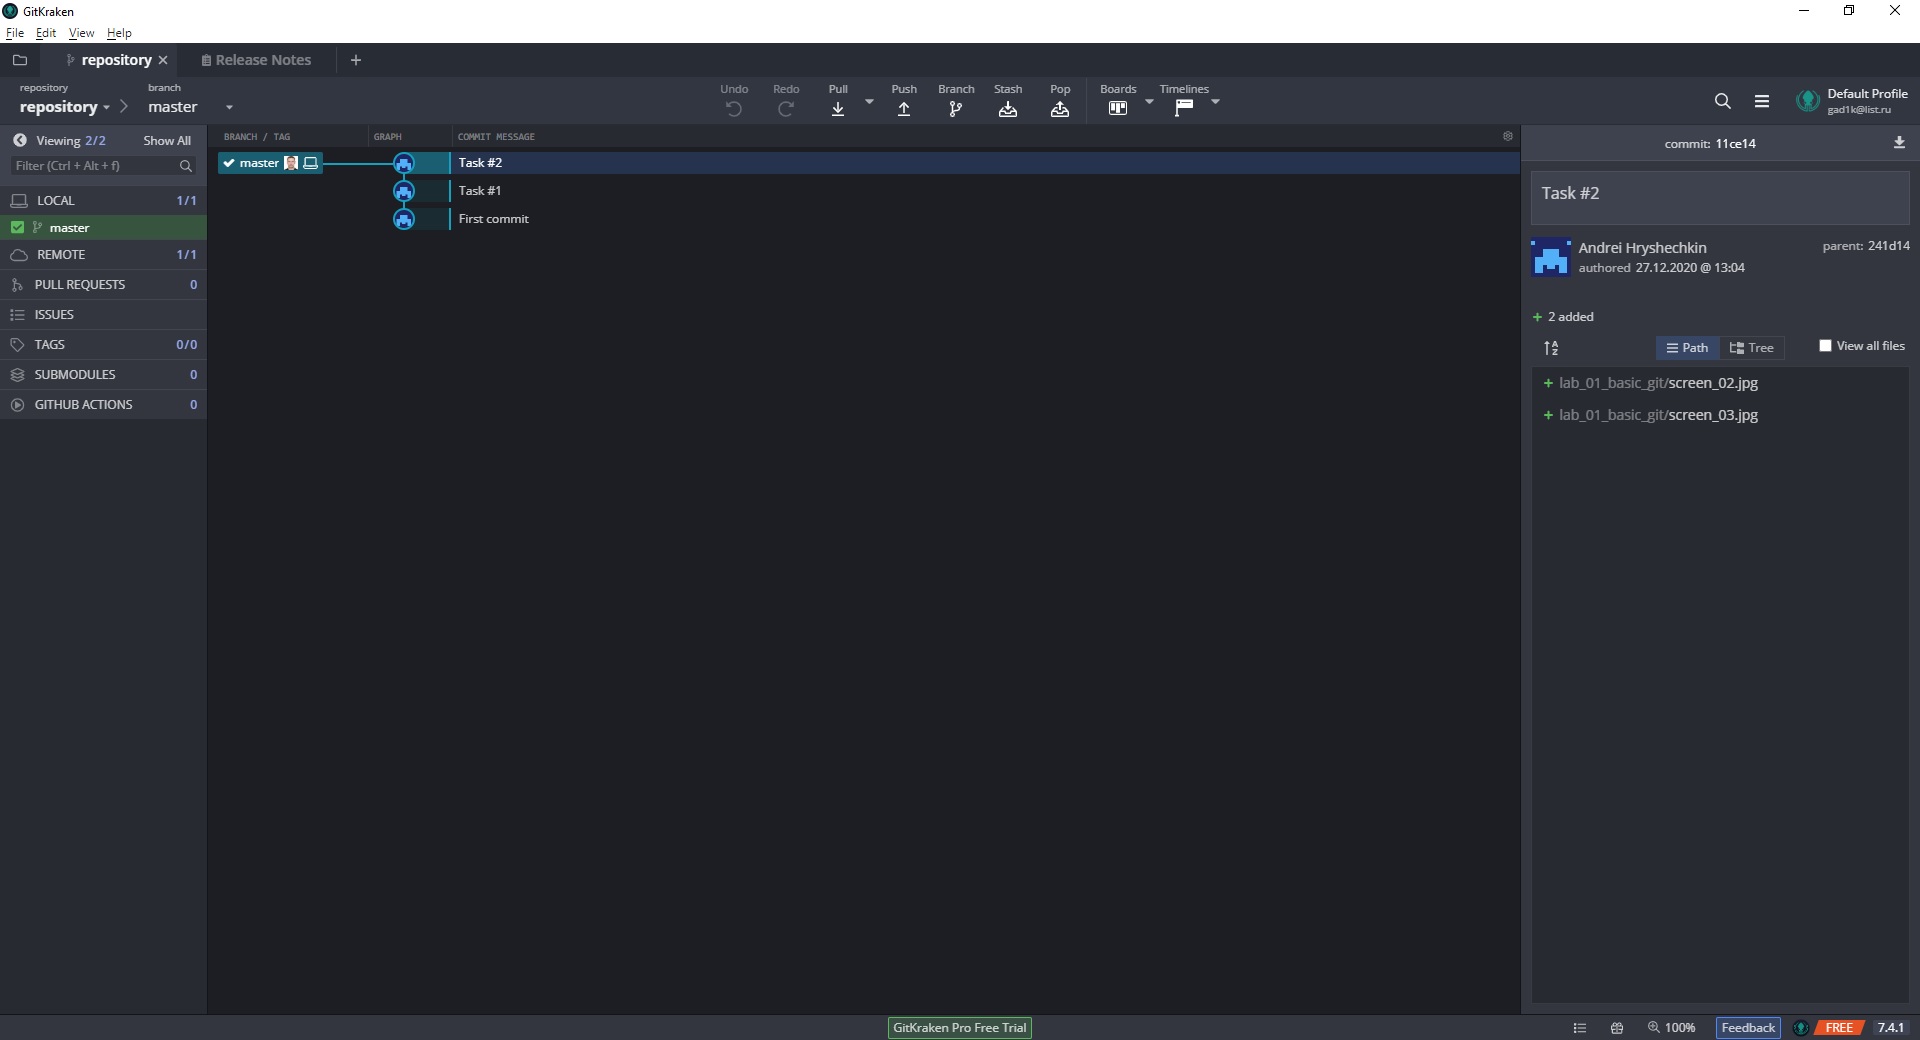 GitKraken
File Edit View Help
repository Release Notes
repository branch
repository master
Undo Redo Pull Push Branch Stash Pop Boards Timelines
Default Profile
gad1k@list.ru
Viewing 2/2 Show All
Filter (Ctrl + Alt + f)
LOCAL 1/1
master
REMOTE 1/1
PULL REQUESTS 0
ISSUES
TAGS 0/0
SUBMODULES 0
GITHUB ACTIONS 0
BRANCH / TAG GRAPH COMMIT MESSAGE
master Task #2
Task #1
First commit
commit: 11ce14
Task #2
Andrei Hryshechkin parent: 241d14
authored 27.12.2020 @ 13:04
+ 2 added
Path Tree View all files
+ lab_01_basic_git/screen_02.jpg
+ lab_01_basic_git/screen_03.jpg
GitKraken Pro Free Trial 100% Feedback FREE 7.4.1